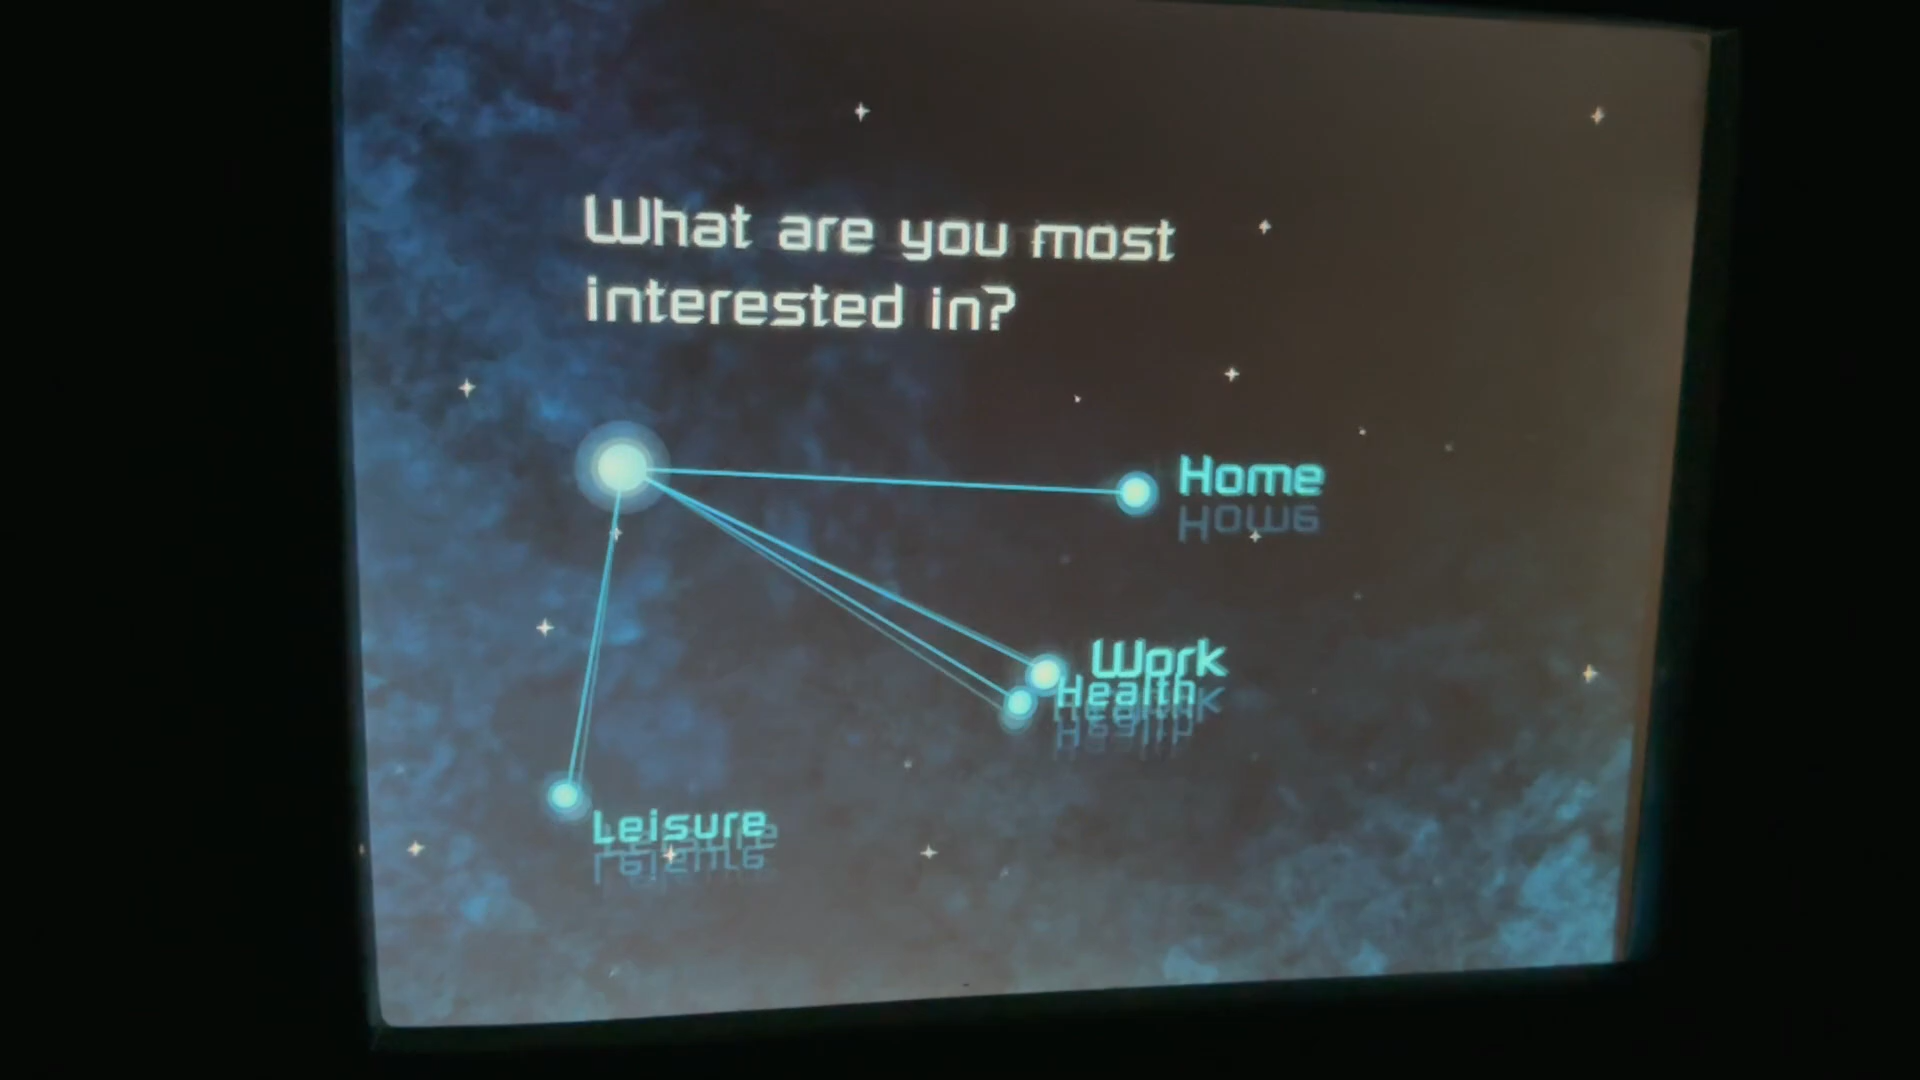 What are you most
interested in?
Home
Work
Health
Leisure